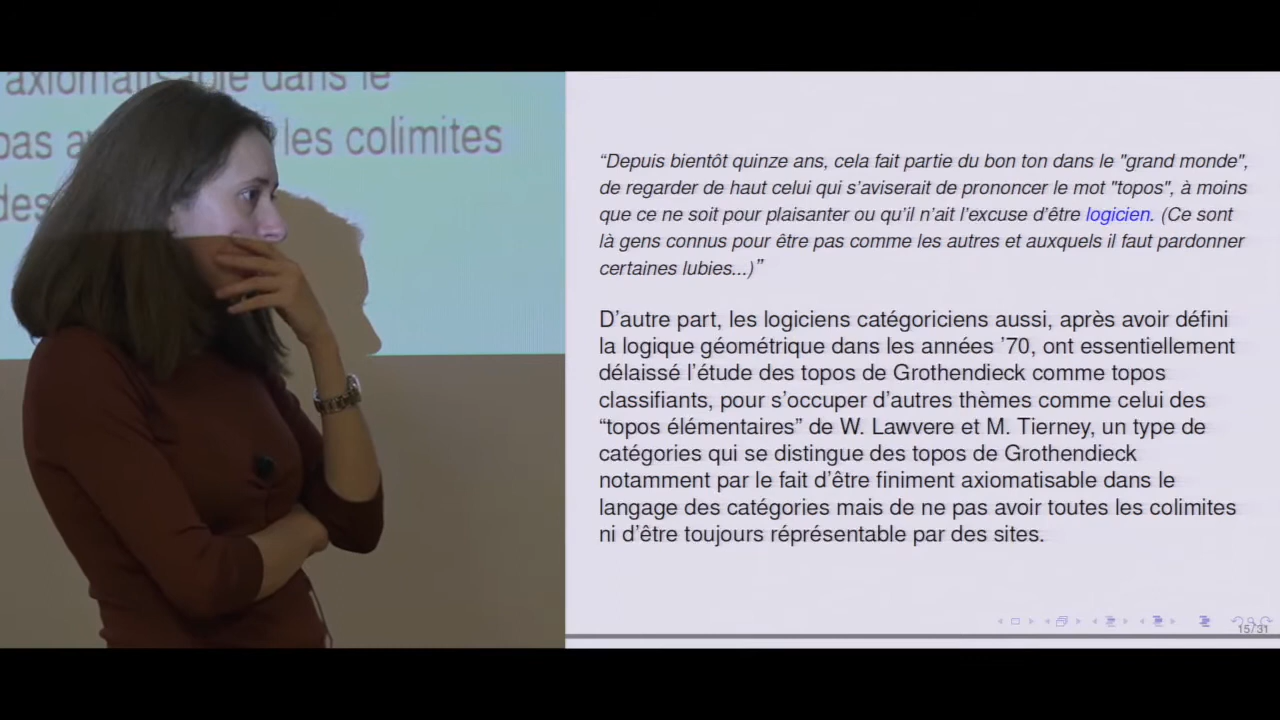 axiomatisable dans le
pas a les colimites
des
“Depuis bientôt quinze ans, cela fait partie du bon ton dans le "grand monde",
de regarder de haut celui qui s’aviserait de prononcer le mot "topos", à moins
que ce ne soit pour plaisanter ou qu’il n’ait l’excuse d’être logicien. (Ce sont
là gens connus pour être pas comme les autres et auxquels il faut pardonner
certaines lubies...)”
D’autre part, les logiciens catégoriciens aussi, après avoir défini
la logique géométrique dans les années ’70, ont essentiellement
délaissé l’étude des topos de Grothendieck comme topos
classifiants, pour s’occuper d’autres thèmes comme celui des
“topos élémentaires” de W. Lawvere et M. Tierney, un type de
catégories qui se distingue des topos de Grothendieck
notamment par le fait d’être finiment axiomatisable dans le
langage des catégories mais de ne pas avoir toutes les colimites
ni d’être toujours réprésentable par des sites.
15/31